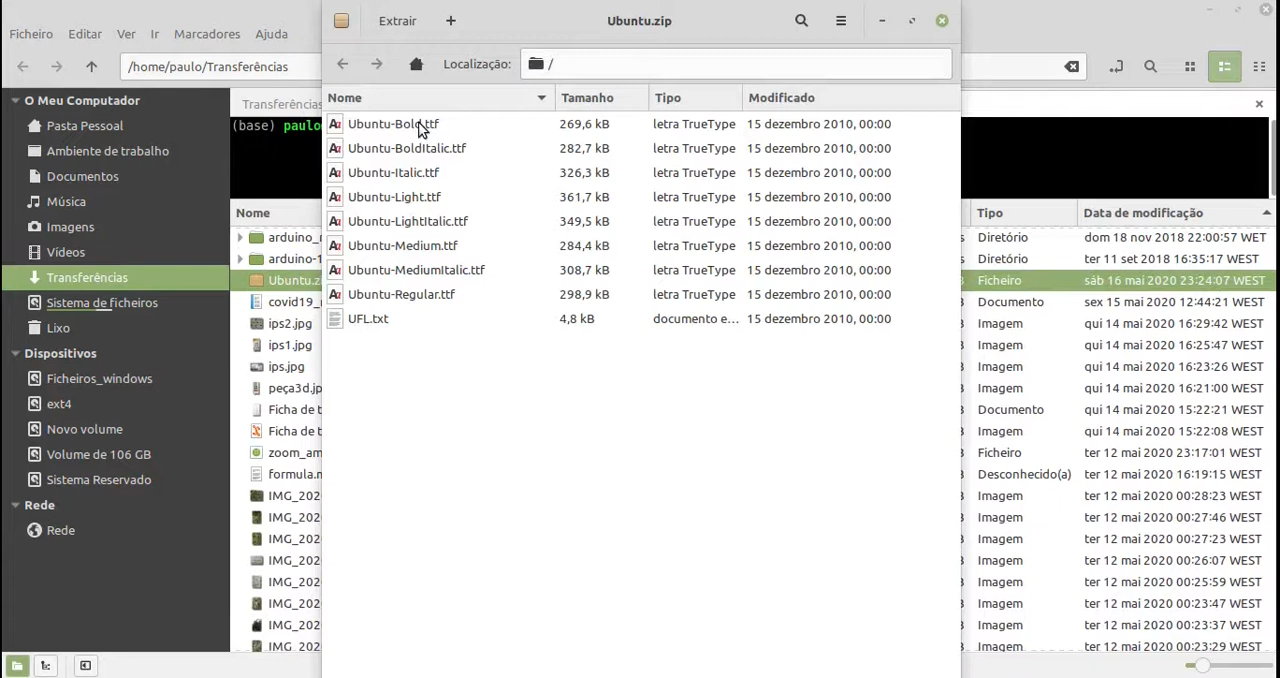 Extrair
Ubuntu.zip
Ficheiro Editar Ver Ir Marcadores Ajuda
Localização: /
/home/paulo/Transferências
O Meu Computador
Pasta Pessoal
Ambiente de trabalho
Documentos
Música
Imagens
Vídeos
Transferências
Sistema de ficheiros
Lixo
Dispositivos
Ficheiros_windows
ext4
Novo volume
Volume de 106 GB
Sistema Reservado
Rede
Rede
Transferências
(base) paulo
Nome
arduino_
arduino-1
Ubuntu.z
covid19_
ips2.jpg
ips1.jpg
ips.jpg
peça3d.jp
Ficha de t
Ficha de t
zoom_am
formula.
IMG_202
IMG_202
IMG_202
IMG_202
IMG_202
IMG_202
IMG_202
IMG_202
Nome Tamanho Tipo Modificado
Ubuntu-Bold.ttf 269,6 kB letra TrueType 15 dezembro 2010, 00:00
Ubuntu-BoldItalic.ttf 282,7 kB letra TrueType 15 dezembro 2010, 00:00
Ubuntu-Italic.ttf 326,3 kB letra TrueType 15 dezembro 2010, 00:00
Ubuntu-Light.ttf 361,7 kB letra TrueType 15 dezembro 2010, 00:00
Ubuntu-LightItalic.ttf 349,5 kB letra TrueType 15 dezembro 2010, 00:00
Ubuntu-Medium.ttf 284,4 kB letra TrueType 15 dezembro 2010, 00:00
Ubuntu-MediumItalic.ttf 308,7 kB letra TrueType 15 dezembro 2010, 00:00
Ubuntu-Regular.ttf 298,9 kB letra TrueType 15 dezembro 2010, 00:00
UFL.txt 4,8 kB documento e... 15 dezembro 2010, 00:00
Tipo Data de modificação
Diretório dom 18 nov 2018 22:00:57 WET
Diretório ter 11 set 2018 16:35:17 WEST
Ficheiro sáb 16 mai 2020 23:24:07 WEST
Documento sex 15 mai 2020 12:44:21 WEST
Imagem qui 14 mai 2020 16:29:42 WEST
Imagem qui 14 mai 2020 16:25:47 WEST
Imagem qui 14 mai 2020 16:23:26 WEST
Imagem qui 14 mai 2020 16:21:00 WEST
Documento qui 14 mai 2020 15:22:21 WEST
Imagem qui 14 mai 2020 15:22:08 WEST
Ficheiro ter 12 mai 2020 23:17:01 WEST
Desconhecido(a) ter 12 mai 2020 16:19:15 WEST
Imagem ter 12 mai 2020 00:28:23 WEST
Imagem ter 12 mai 2020 00:27:46 WEST
Imagem ter 12 mai 2020 00:27:23 WEST
Imagem ter 12 mai 2020 00:26:07 WEST
Imagem ter 12 mai 2020 00:25:59 WEST
Imagem ter 12 mai 2020 00:23:47 WEST
Imagem ter 12 mai 2020 00:23:37 WEST
Imagem ter 12 mai 2020 00:23:29 WEST